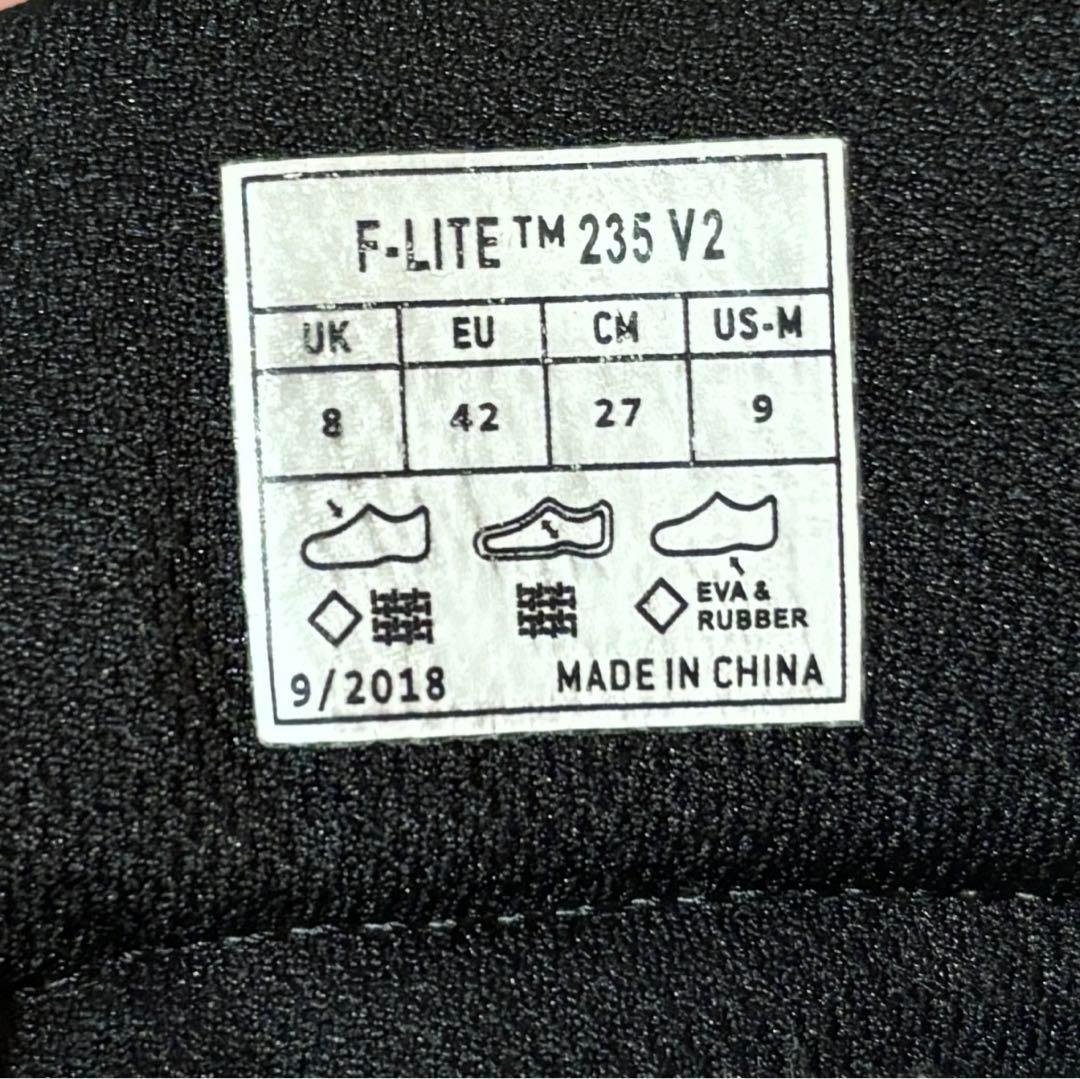 F-LITE™ 235 V2
UK EU CM US-M
8 42 27 9
EVA &
RUBBER
9/2018 MADE IN CHINA